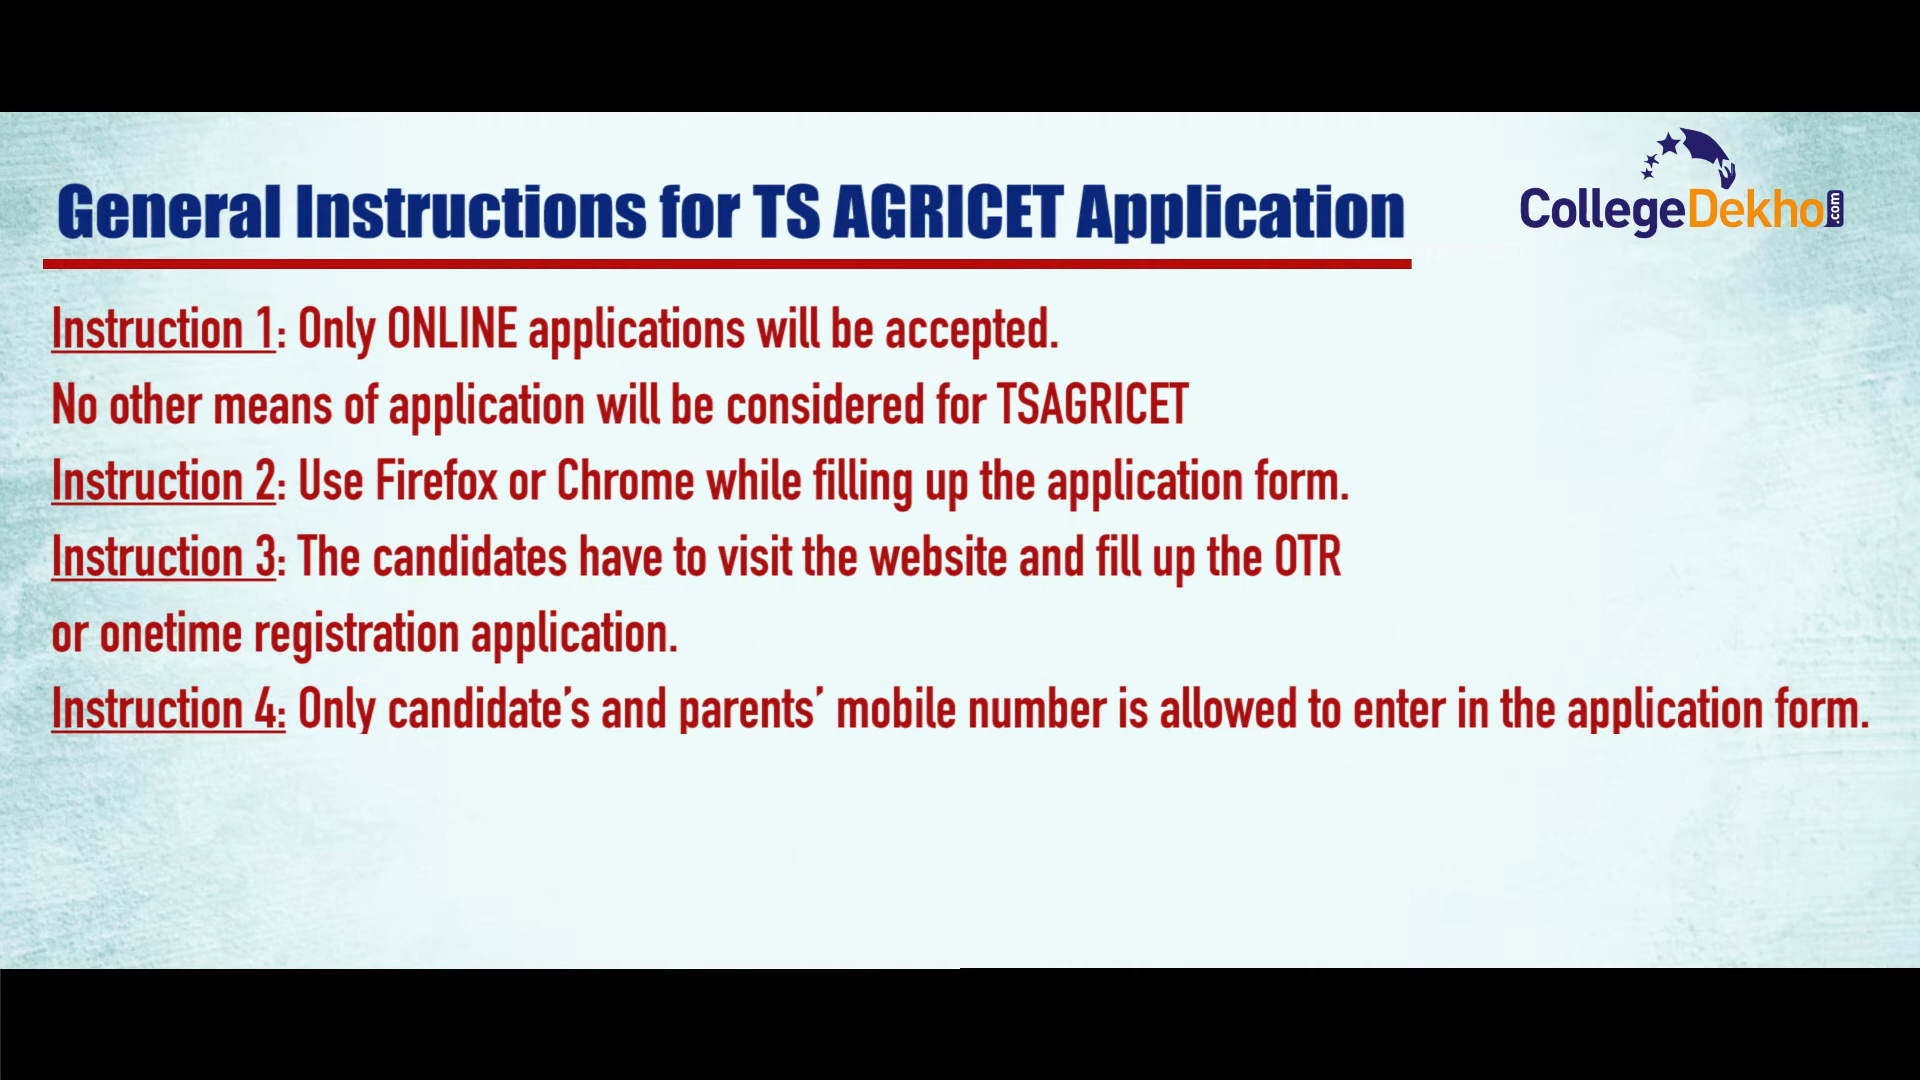 General Instructions for TS AGRICET Application
CollegeDekho.com
Instruction 1: Only ONLINE applications will be accepted.
No other means of application will be considered for TSAGRICET
Instruction 2: Use Firefox or Chrome while filling up the application form.
Instruction 3: The candidates have to visit the website and fill up the OTR
or onetime registration application.
Instruction 4: Only candidate’s and parents’ mobile number is allowed to enter in the application form.